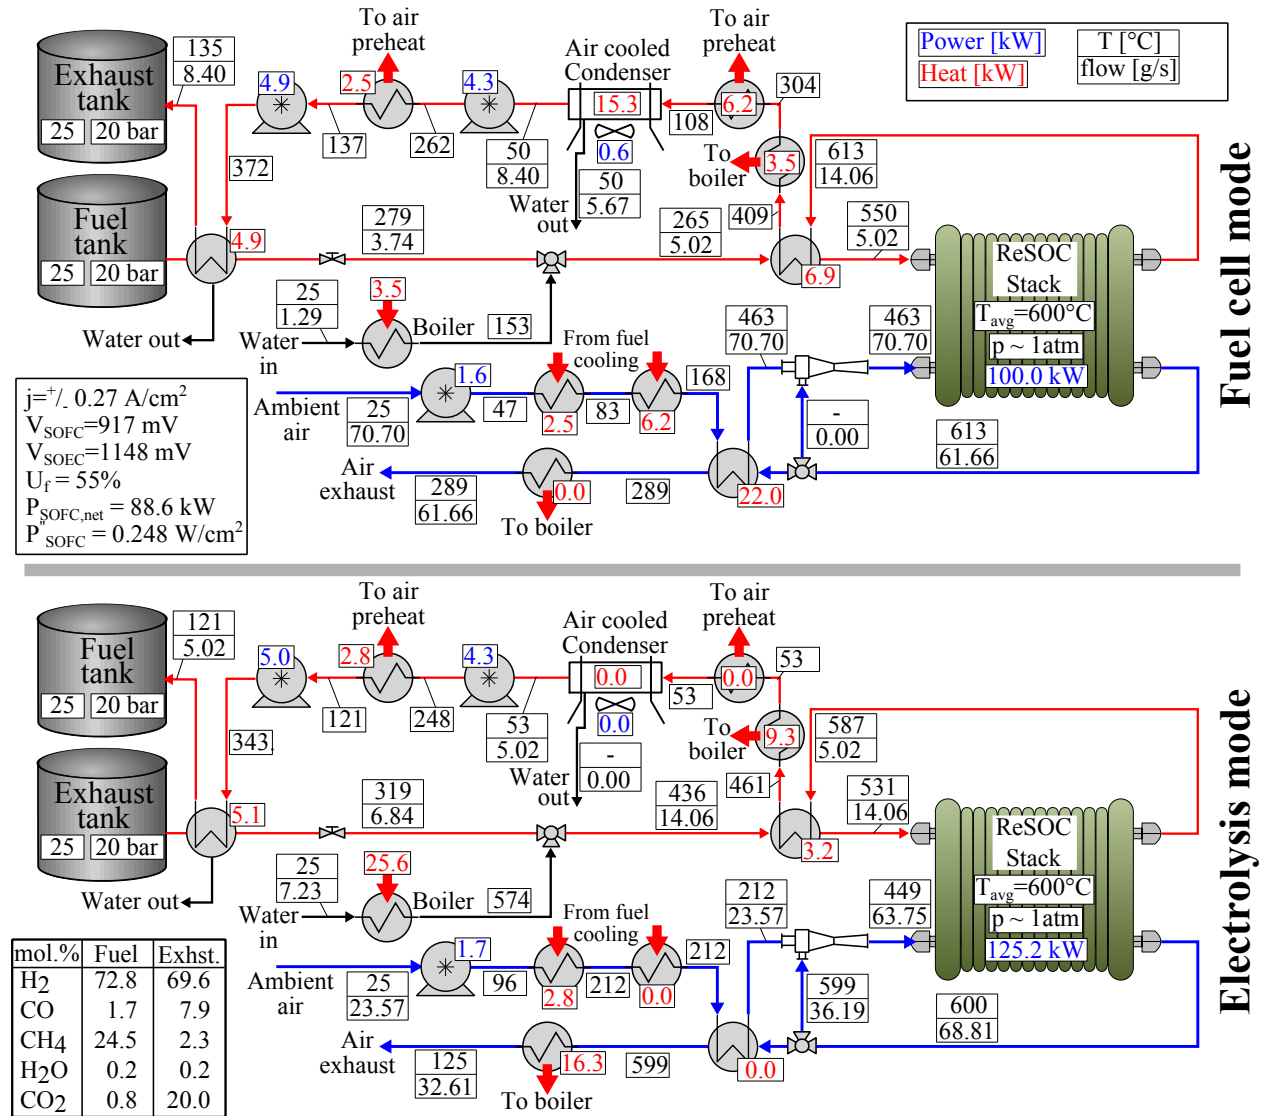 To air
preheat
To air
preheat
Air cooled
Condenser
Power [kW]
Heat [kW]
T [°C]
flow [g/s]
135
8.40
Exhaust
tank
25 20 bar
4.9
2.5
4.3
15.3
6.2
304
137
262
50
8.40
0.6
108
372
To
boiler
3.5
613
14.06
50
5.67
Water
out
409
Fuel
tank
25 20 bar
4.9
279
3.74
265
5.02
6.9
550
5.02
ReSOC
Stack
Tavg=600°C
p ~ 1atm
100.0 kW
Water out
25
1.29
Water
in
3.5
Boiler
153
From fuel
cooling
463
70.70
463
70.70
Ambient
air
25
70.70
1.6
47
2.5
83
6.2
168
-
0.00
613
61.66
Air
exhaust
289
61.66
0.0
289
22.0
To boiler
j=+/- 0.27 A/cm2
VSOFC=917 mV
VSOEC=1148 mV
Uf = 55%
PSOFC,net = 88.6 kW
P"SOFC = 0.248 W/cm2
Fuel cell mode
To air
preheat
To air
preheat
Air cooled
Condenser
121
5.02
Fuel
tank
25 20 bar
5.0
2.8
4.3
0.0
0.0
53
121
248
53
5.02
0.0
53
343
To
boiler
9.3
587
5.02
-
0.00
Water
out
461
Exhaust
tank
25 20 bar
5.1
319
6.84
436
14.06
3.2
531
14.06
ReSOC
Stack
Tavg=600°C
p ~ 1atm
125.2 kW
Water out
25
7.23
Water
in
25.6
Boiler
574
From fuel
cooling
212
23.57
449
63.75
Ambient
air
25
23.57
1.7
96
2.8
212
0.0
212
599
36.19
600
68.81
Air
exhaust
125
32.61
16.3
599
0.0
To boiler
mol.% Fuel Exhst.
H2 72.8 69.6
CO 1.7 7.9
CH4 24.5 2.3
H2O 0.2 0.2
CO2 0.8 20.0
Electrolysis mode